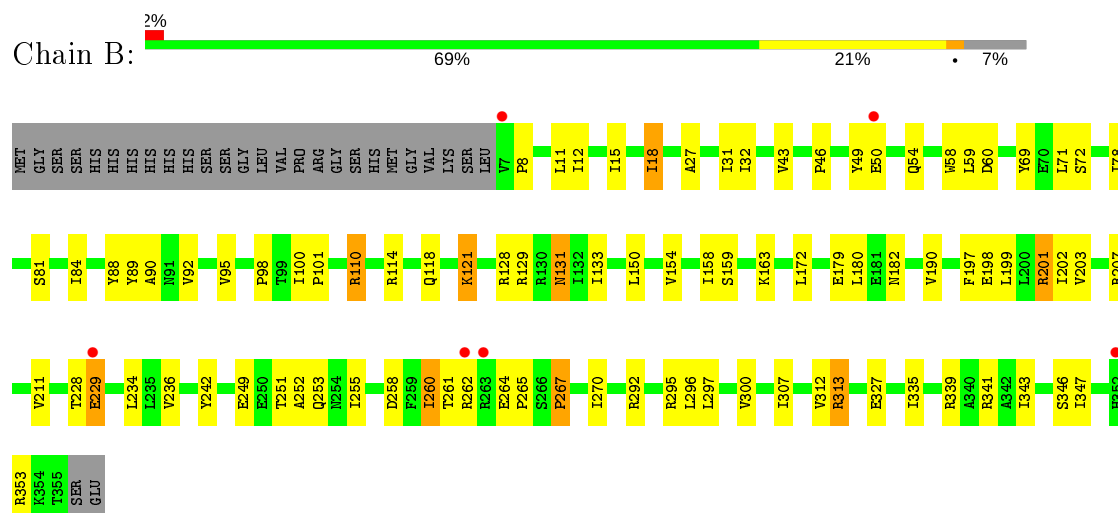 2%
Chain B:
69% 21% • 7%
MET GLY SER SER HIS HIS HIS HIS HIS HIS SER SER GLY LEU VAL PRO ARG GLY SER HIS MET GLY VAL LYS SER LEU V7 P8 L11 I12 I15 I18 A27 I31 I32 V43 P46 Y49 E50 Q54 W58 L59 D60 Y69 E70 L71 S72
S81 I84 Y88 Y89 A90 N91 V92 V95 P98 T99 I100 P101 R110 R114 Q118 K121 R128 R129 R130 N131 I132 I133 L150 V154 I158 S159 K163 L172 E179 L180 E181 N182 V190 F197 E198 L199 L200 R201 I202 V203 R207
V211 T228 E229 L234 L235 V236 Y242 E249 E250 T251 A252 Q253 N254 I255 D258 F259 I260 T261 R262 R263 E264 P265 S266 P267 I270 R292 R295 L296 L297 V300 I307 V312 R313 E327 I335 R339 A340 R341 A342 I343 S346 I347 H352
R353 K354 T355 SER GLU